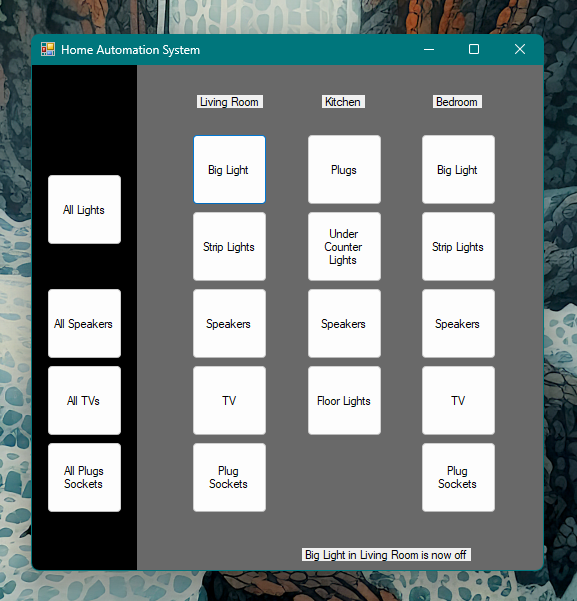 Home Automation System
Living Room
Kitchen
Bedroom
All Lights
All Speakers
All TVs
All Plugs
Sockets
Big Light
Strip Lights
Speakers
TV
Plug
Sockets
Plugs
Under
Counter
Lights
Speakers
Floor Lights
Big Light
Strip Lights
Speakers
TV
Plug
Sockets
Big Light in Living Room is now off